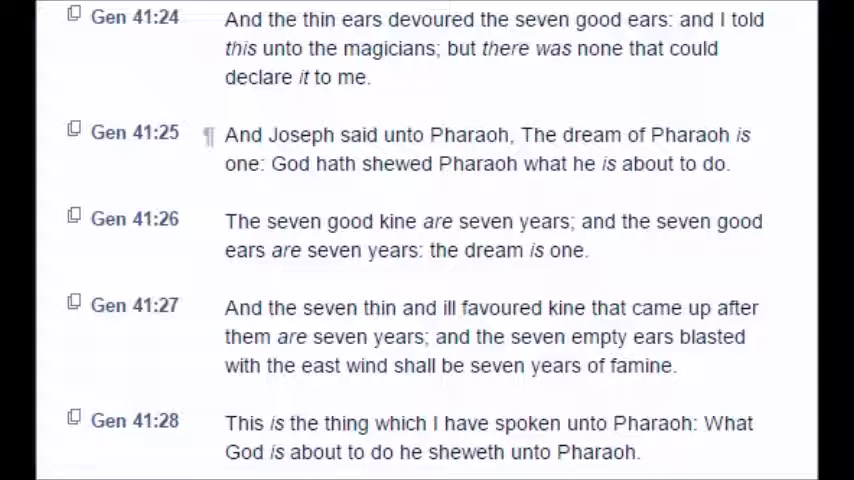 Gen 41:24 And the thin ears devoured the seven good ears: and I told
this unto the magicians; but there was none that could
declare it to me.
Gen 41:25 ¶ And Joseph said unto Pharaoh, The dream of Pharaoh is
one: God hath shewed Pharaoh what he is about to do.
Gen 41:26 The seven good kine are seven years; and the seven good
ears are seven years: the dream is one.
Gen 41:27 And the seven thin and ill favoured kine that came up after
them are seven years; and the seven empty ears blasted
with the east wind shall be seven years of famine.
Gen 41:28 This is the thing which I have spoken unto Pharaoh: What
God is about to do he sheweth unto Pharaoh.